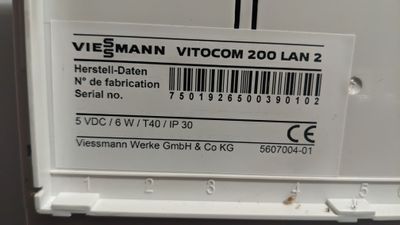 VIESSMANN VITOCOM 200 LAN 2
Herstell-Daten
N° de fabrication
Serial no.
7501926500390102
5 VDC / 6 W / T40 / IP 30
CE
Viessmann Werke GmbH & Co KG 5607004-01
1 2 3 4 5 6